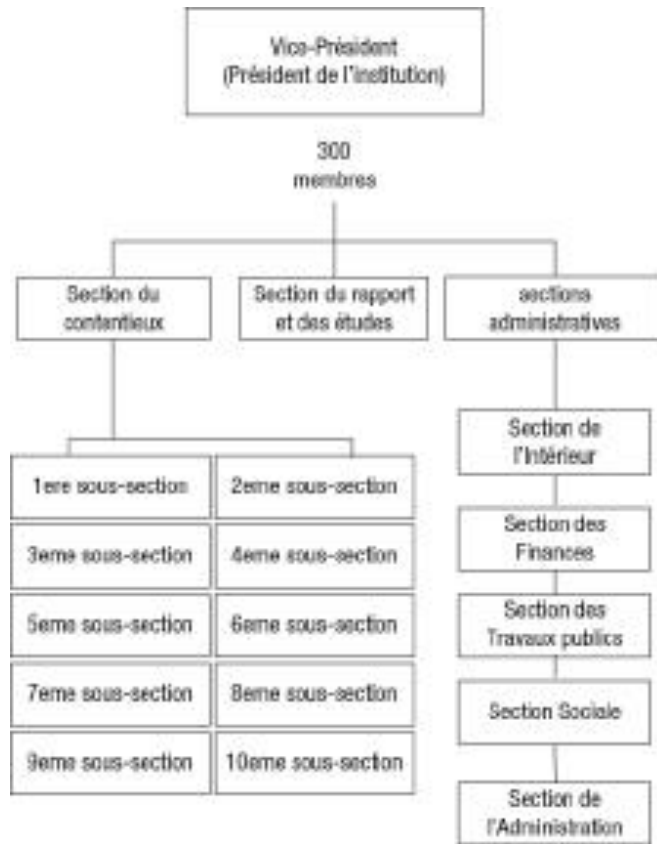 Vice-Président
(Président de l'institution)
300
membres
Section du
contentieux
Section du rapport
et des études
sections
administratives
Section de
l'Intérieur
1ere sous-section
2eme sous-section
Section des
Finances
3eme sous-section
4eme sous-section
Section des
Travaux publics
5eme sous-section
6eme sous-section
7eme sous-section
8eme sous-section
Section Sociale
9eme sous-section
10eme sous-section
Section de
l'Administration